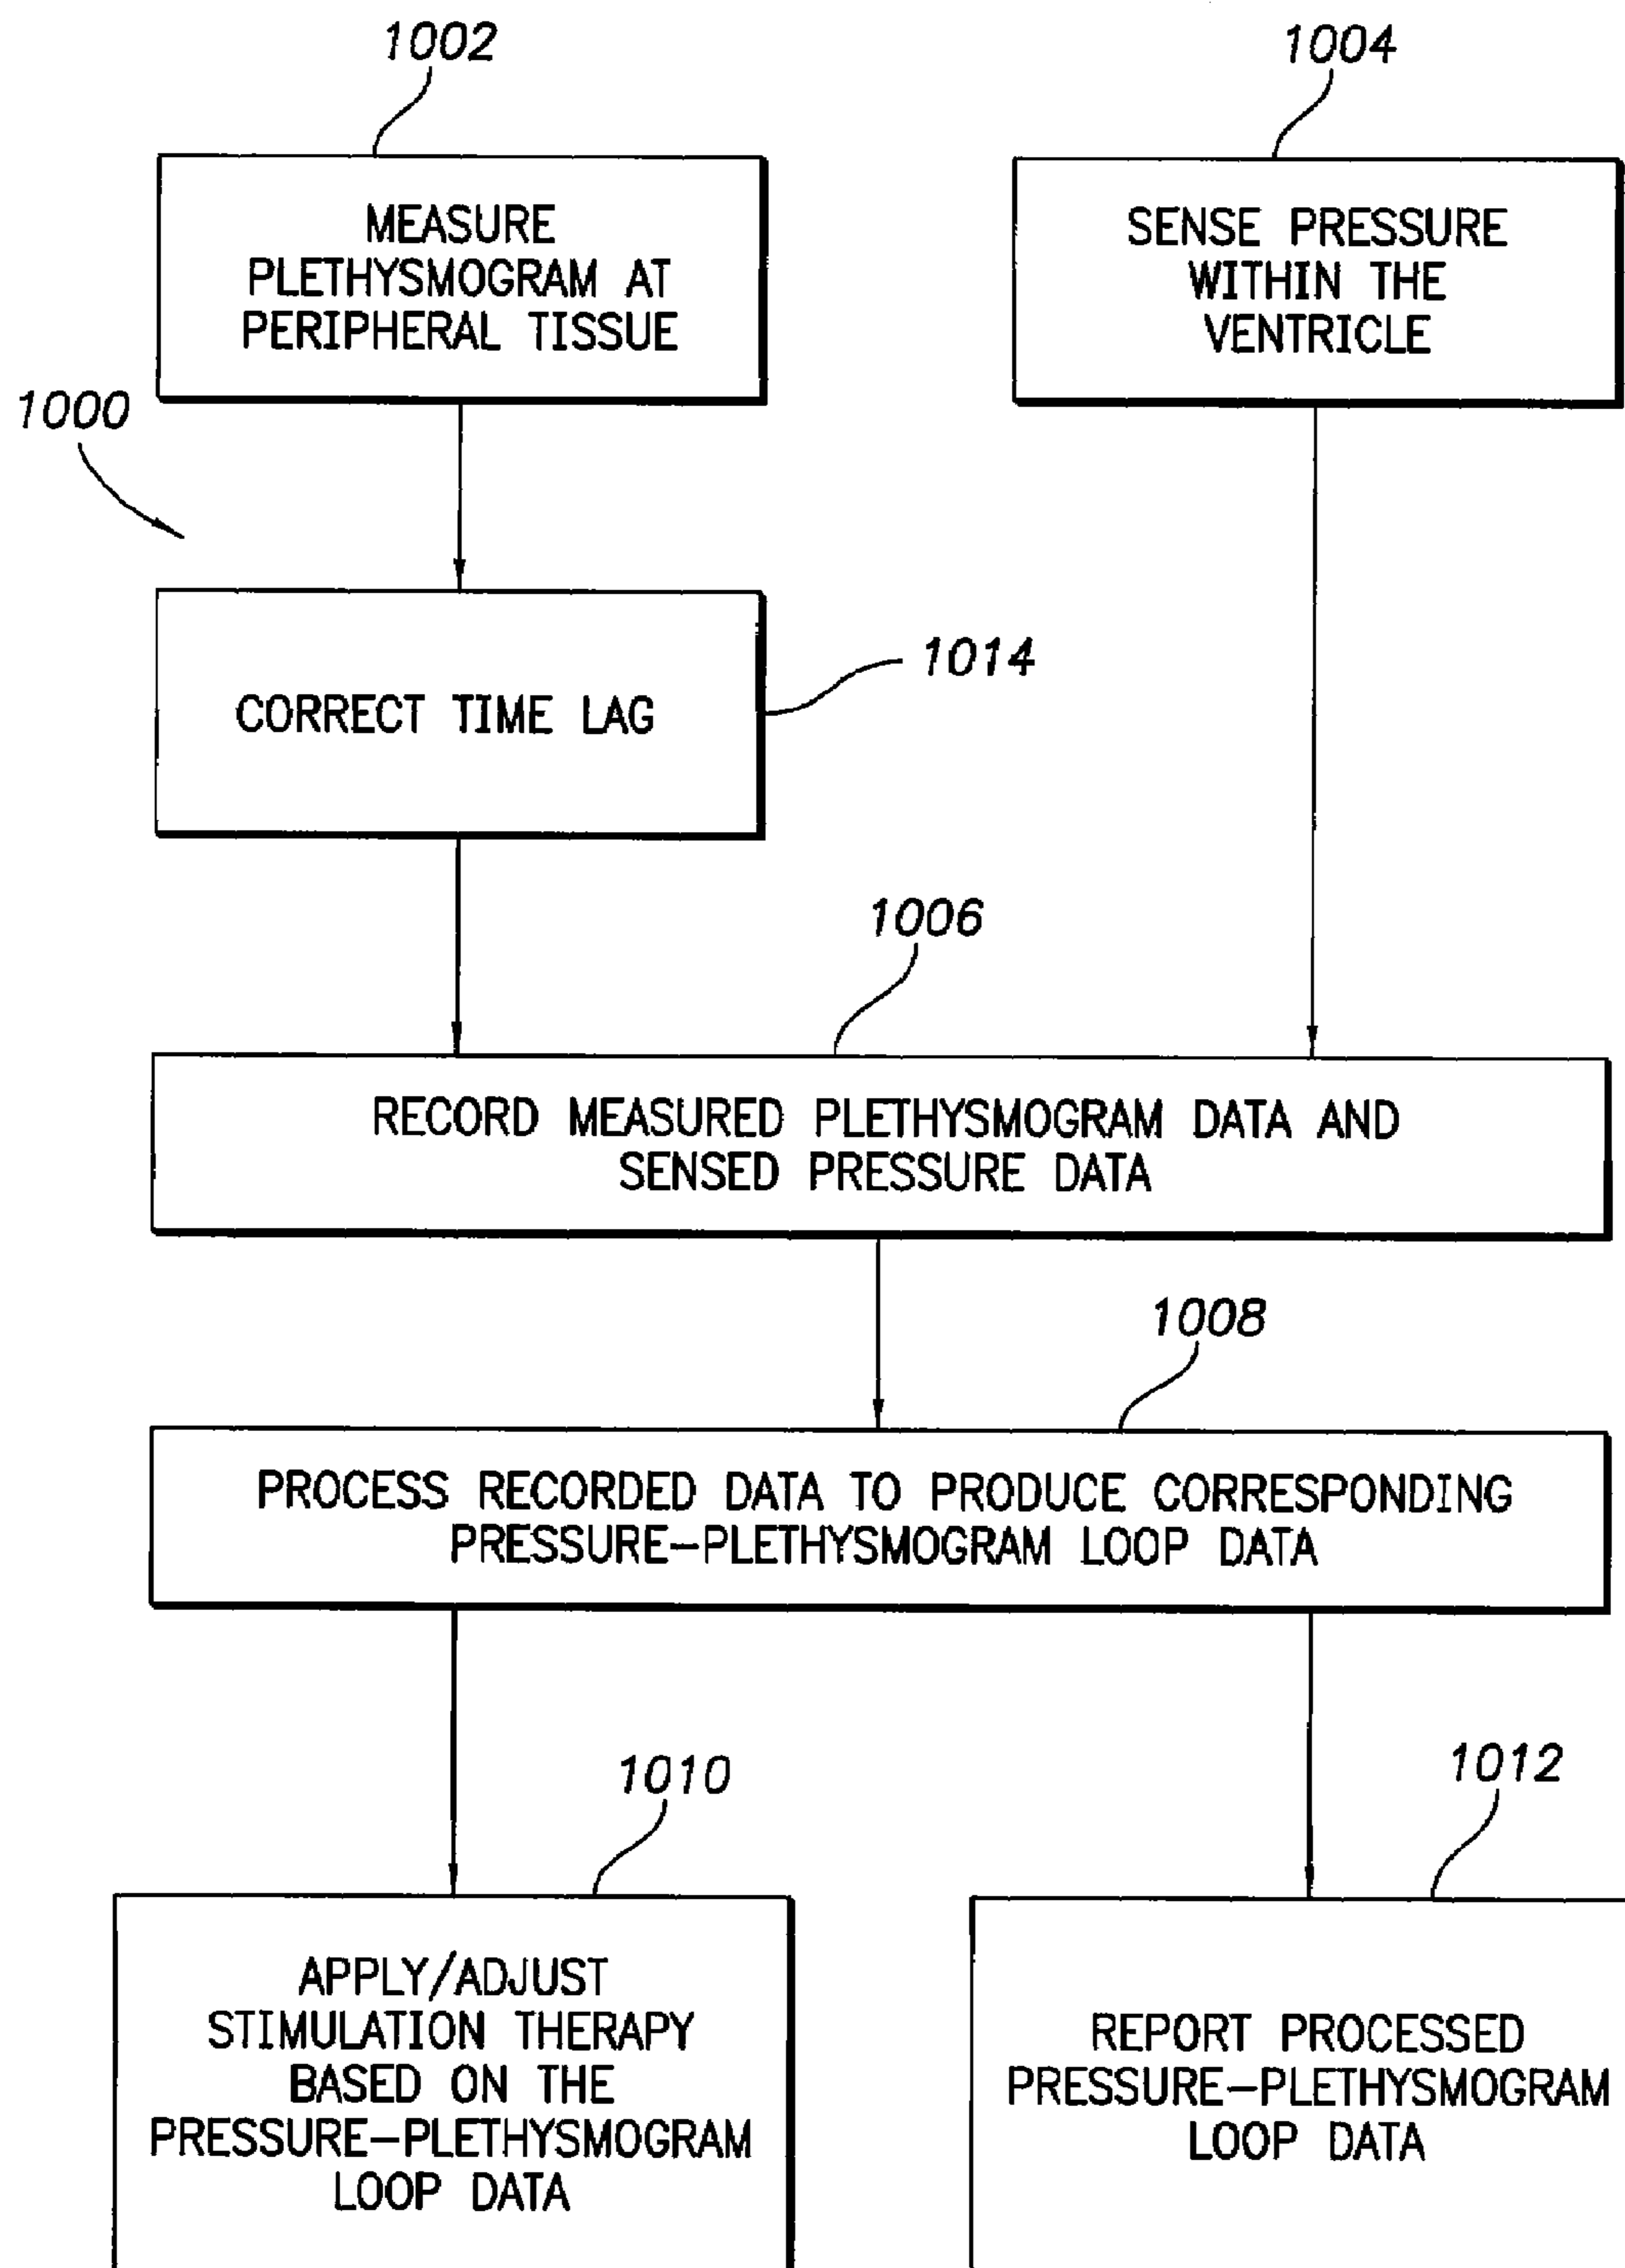 1002
1004
MEASURE
PLETHYSMOGRAM AT
PERIPHERAL TISSUE
SENSE PRESSURE
WITHIN THE
VENTRICLE
1000
CORRECT TIME LAG
1014
1006
RECORD MEASURED PLETHYSMOGRAM DATA AND
SENSED PRESSURE DATA
1008
PROCESS RECORDED DATA TO PRODUCE CORRESPONDING
PRESSURE–PLETHYSMOGRAM LOOP DATA
1010
1012
APPLY/ADJUST
STIMULATION THERAPY
BASED ON THE
PRESSURE–PLETHYSMOGRAM
LOOP DATA
REPORT PROCESSED
PRESSURE–PLETHYSMOGRAM
LOOP DATA